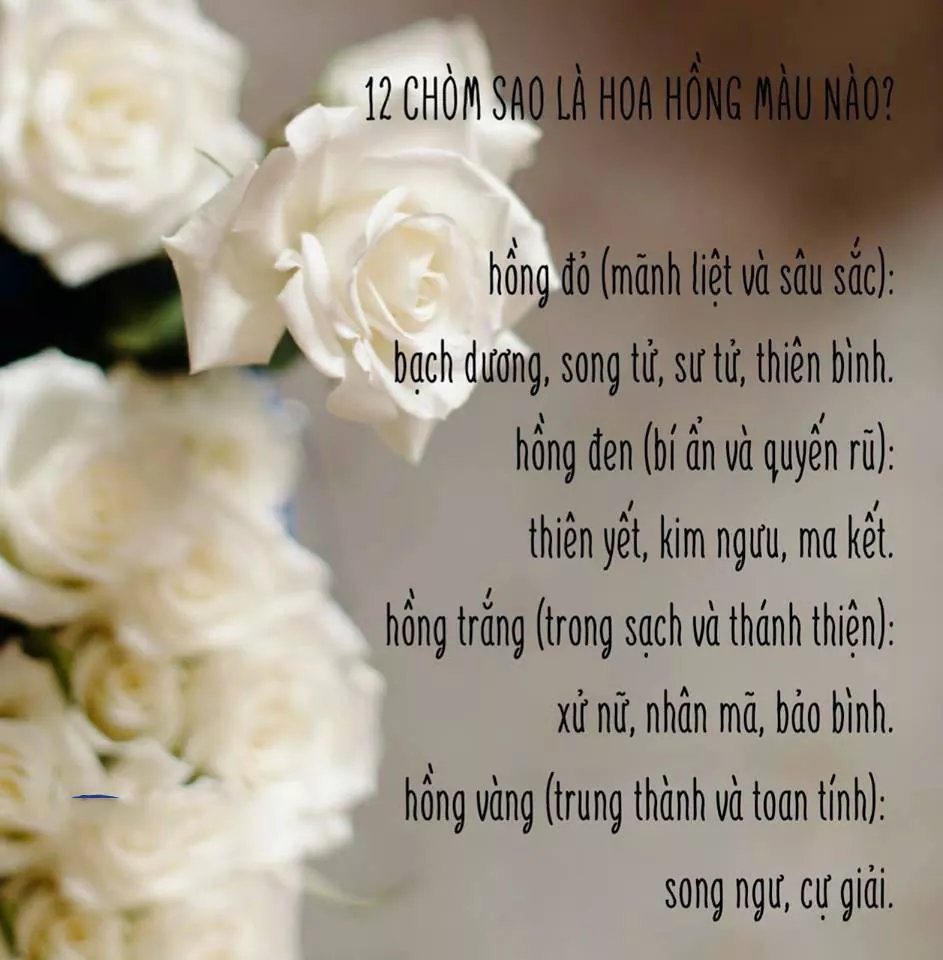 12 CHÒM SAO LÀ HOA HỒNG MÀU NÀO?
hồng đỏ (mãnh liệt và sâu sắc):
bạch dương, song tử, sư tử, thiên bình.
hồng đen (bí ẩn và quyến rũ):
thiên yết, kim ngưu, ma kết.
hồng trắng (trong sạch và thánh thiện):
xử nữ, nhân mã, bảo bình.
hồng vàng (trung thành và toan tính):
song ngư, cự giải.